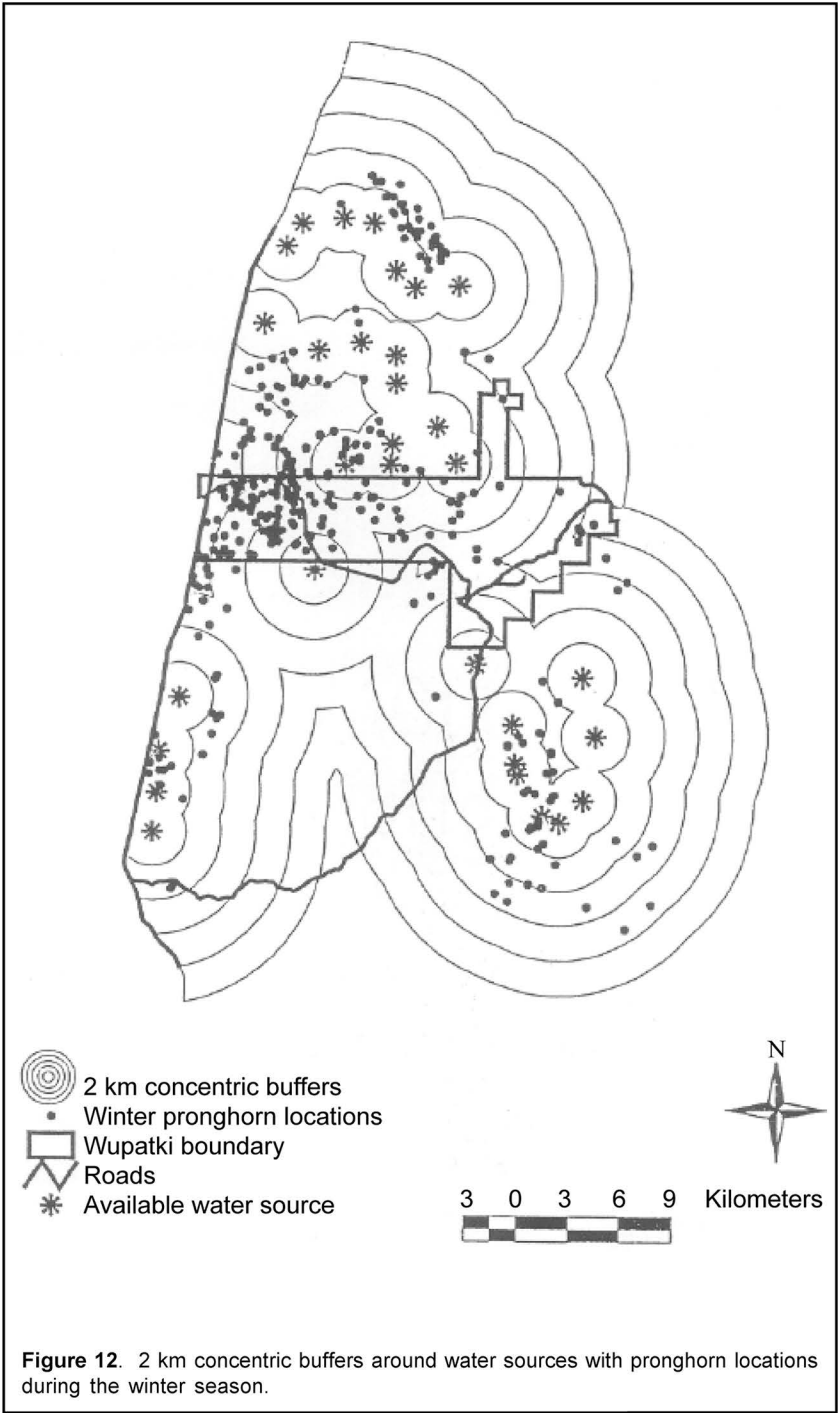 2 km concentric buffers
Winter pronghorn locations
Wupatki boundary
Roads
Available water source
N
3 0 3 6 9 Kilometers
Figure 12. 2 km concentric buffers around water sources with pronghorn locations
during the winter season.